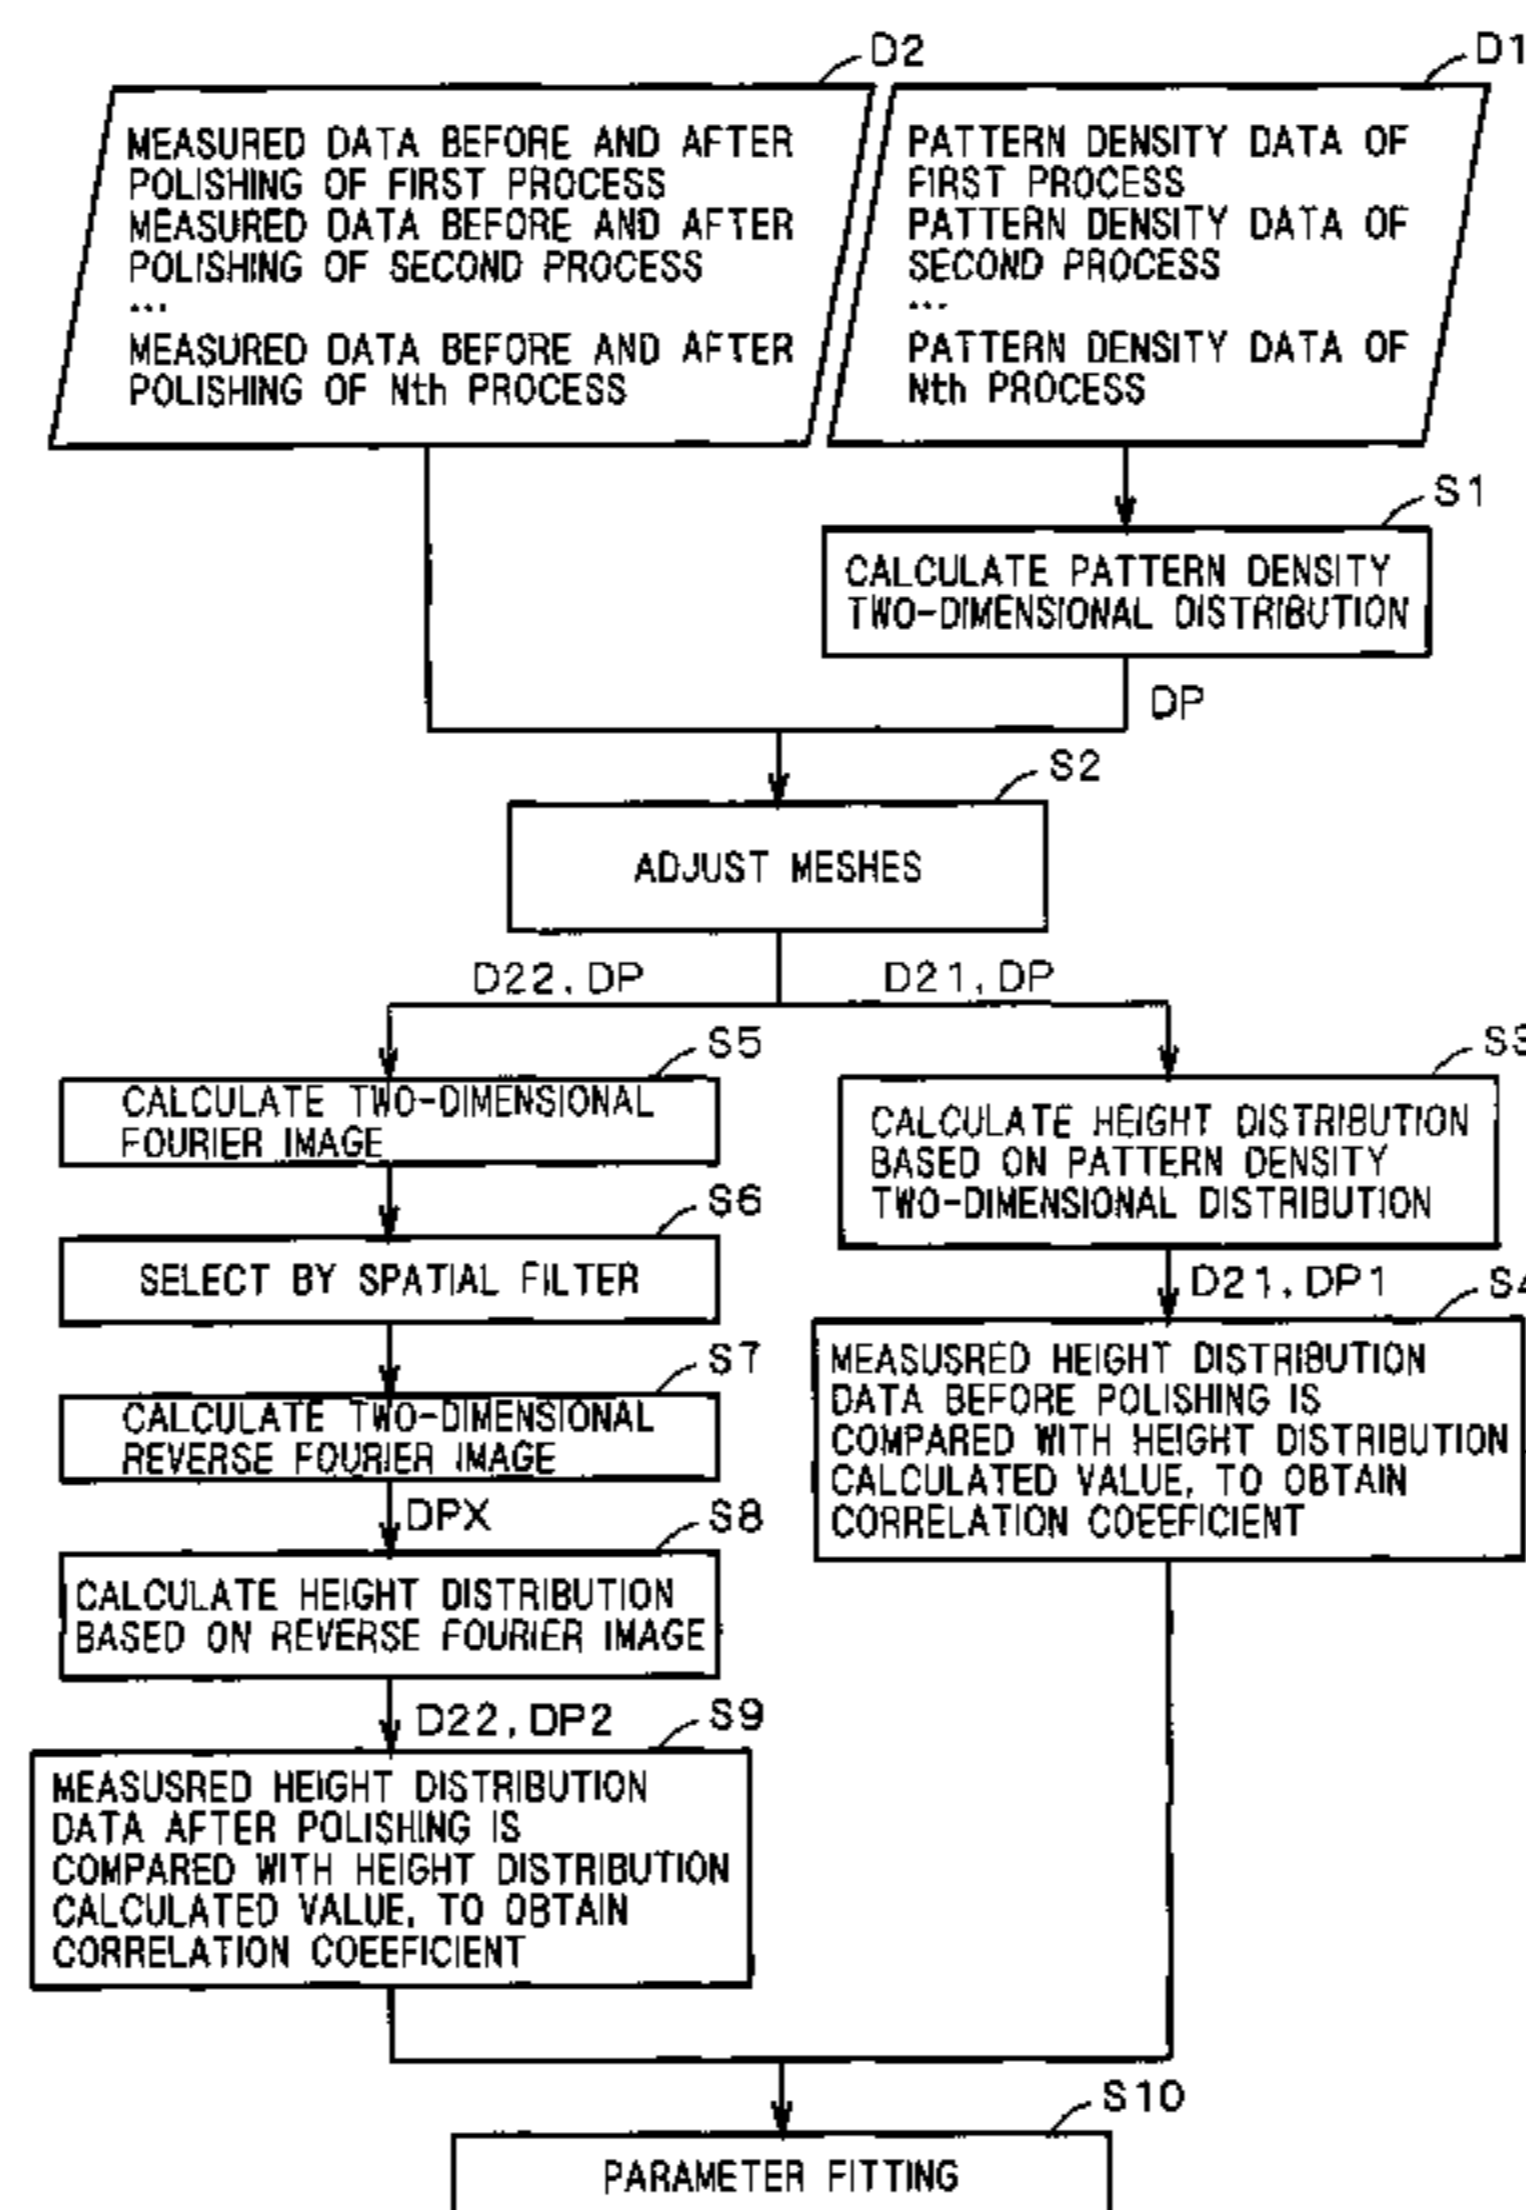 D2
D1
MEASURED DATA BEFORE AND AFTER
POLISHING OF FIRST PROCESS
MEASURED DATA BEFORE AND AFTER
POLISHING OF SECOND PROCESS
...
MEASURED DATA BEFORE AND AFTER
POLISHING OF Nth PROCESS
PATTERN DENSITY DATA OF
FIRST PROCESS
PATTERN DENSITY DATA OF
SECOND PROCESS
...
PATTERN DENSITY DATA OF
Nth PROCESS
S1
CALCULATE PATTERN DENSITY
TWO-DIMENSIONAL DISTRIBUTION
DP
S2
ADJUST MESHES
D22, DP
D21, DP
S5
CALCULATE TWO-DIMENSIONAL
FOURIER IMAGE
S6
SELECT BY SPATIAL FILTER
S7
CALCULATE TWO-DIMENSIONAL
REVERSE FOURIER IMAGE
DPX
S8
CALCULATE HEIGHT DISTRIBUTION
BASED ON REVERSE FOURIER IMAGE
D22, DP2
S9
MEASUSRED HEIGHT DISTRIBUTION
DATA AFTER POLISHING IS
COMPARED WITH HEIGHT DISTRIBUTION
CALCULATED VALUE, TO OBTAIN
CORRELATION COEEFICIENT
S3
CALCULATE HEIGHT DISTRIBUTION
BASED ON PATTERN DENSITY
TWO-DIMENSIONAL DISTRIBUTION
D21, DP1
S4
MEASUSRED HEIGHT DISTRIBUTION
DATA BEFORE POLISHING IS
COMPARED WITH HEIGHT DISTRIBUTION
CALCULATED VALUE, TO OBTAIN
CORRELATION COEEFICIENT
S10
PARAMETER FITTING